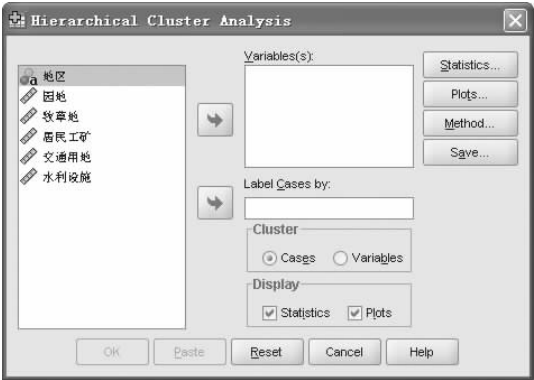 Hierarchical Cluster Analysis
地区
园地
牧草地
居民工矿
交通用地
水利设施
Variables(s):
Label Cases by:
Cluster
Cases Variables
Display
Statistics Plots
Statistics...
Plots...
Method...
Save...
OK Paste Reset Cancel Help